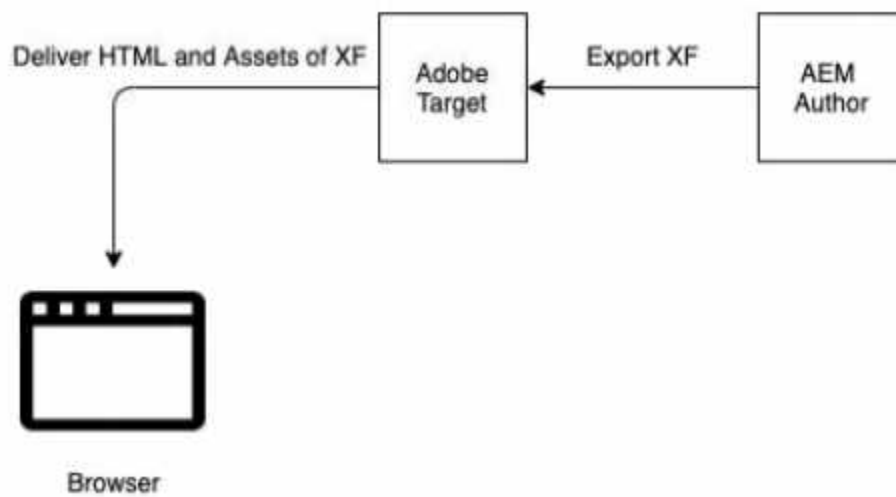 Deliver HTML and Assets of XF
Adobe
Target
Export XF
AEM
Author
Browser